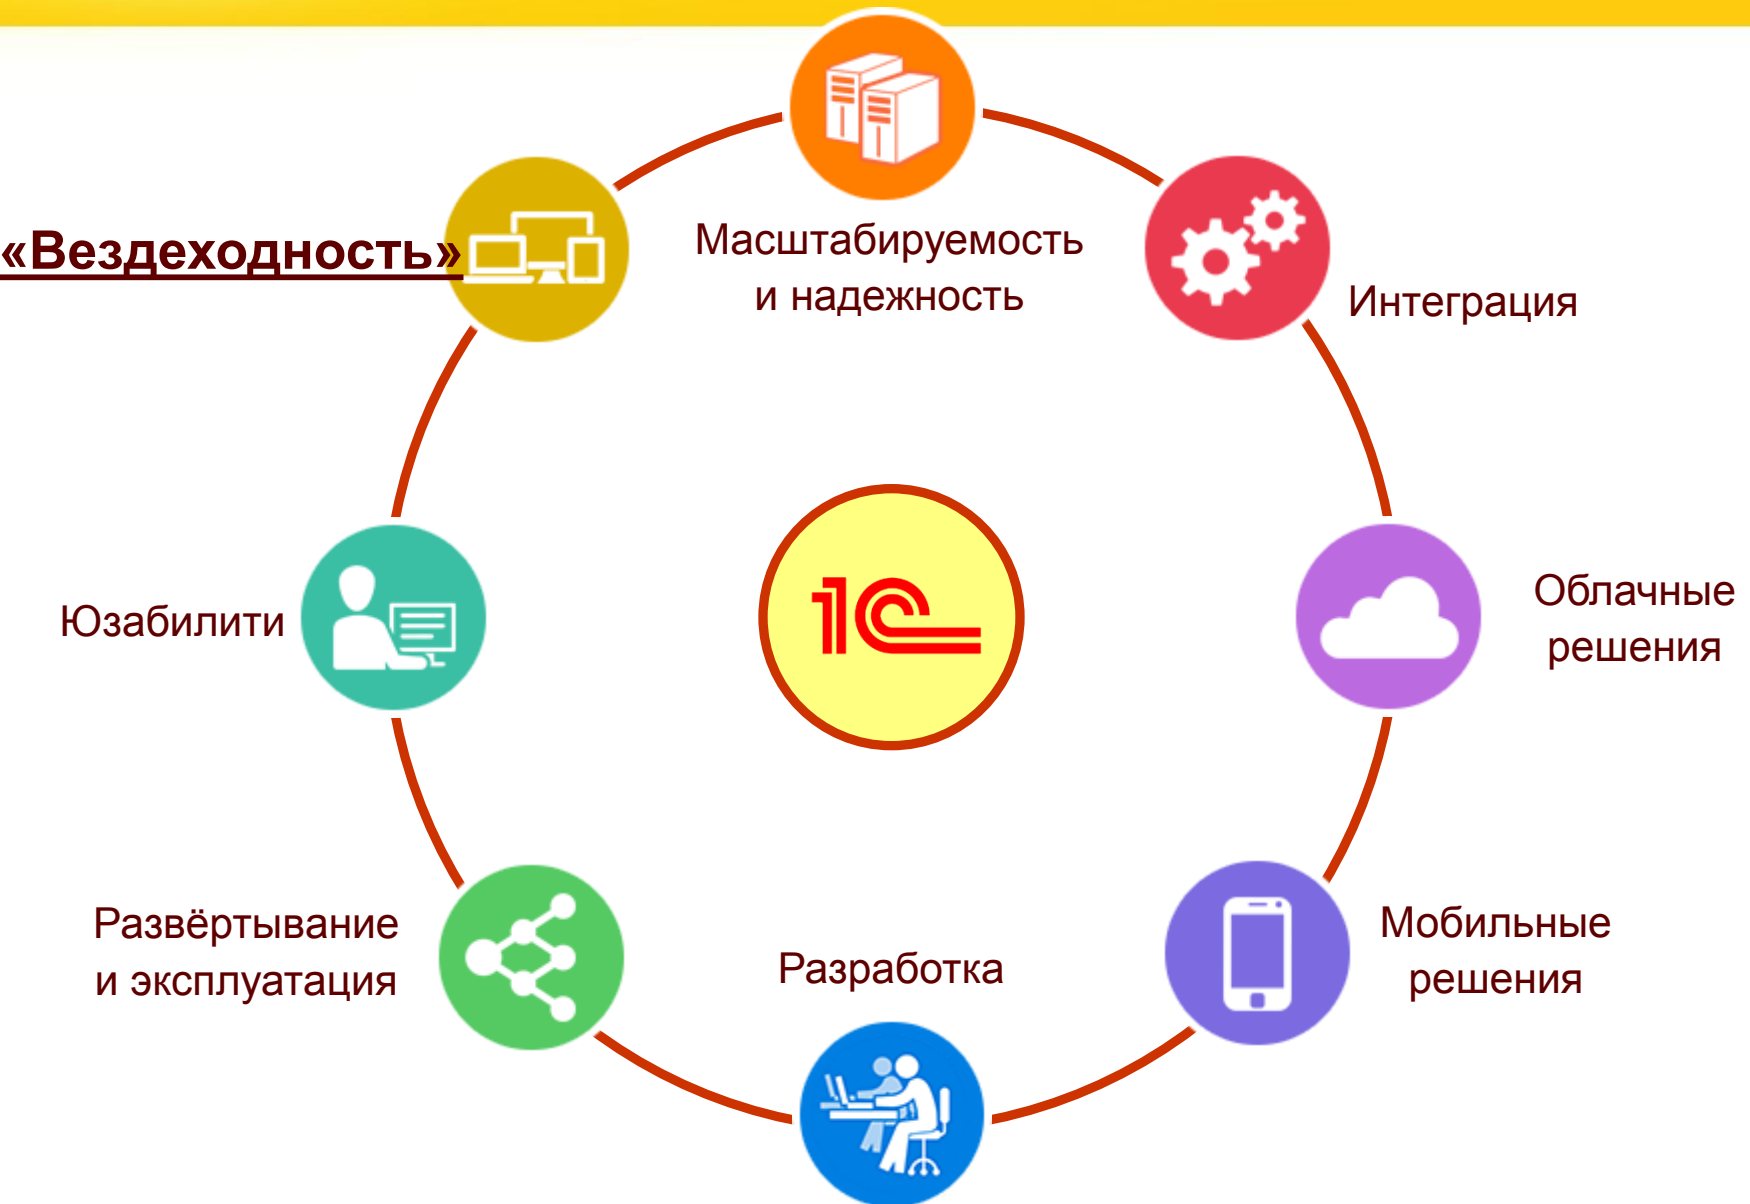 Масштабируемость
и надежность
«Вездеходность»
Интеграция
1С
Юзабилити
Облачные
решения
Развёртывание
и эксплуатация
Разработка
Мобильные
решения